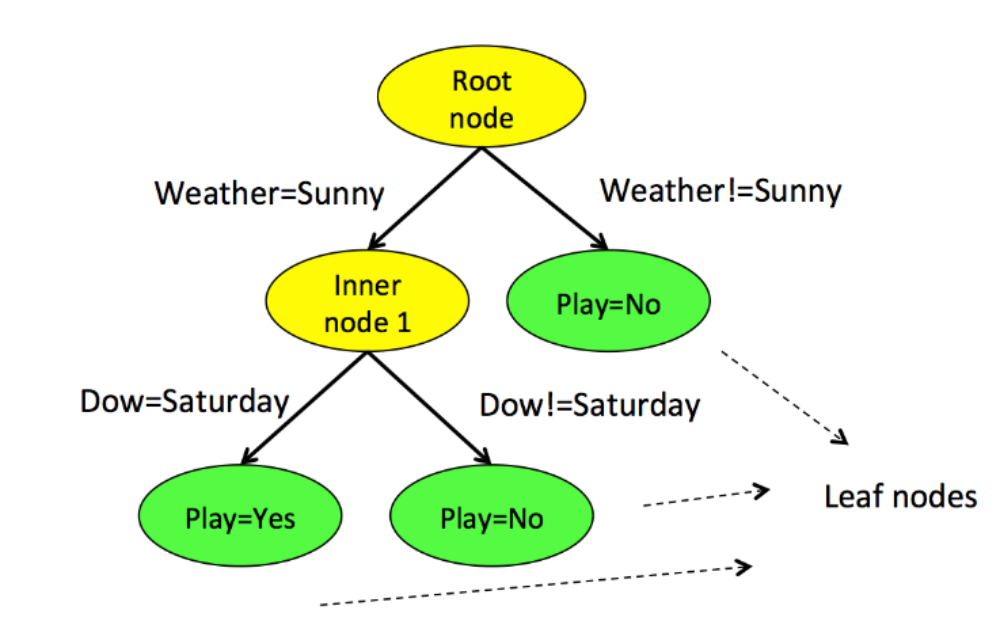 Root
node
Weather=Sunny
Weather!=Sunny
Inner
node 1
Play=No
Dow=Saturday
Dow!=Saturday
Play=Yes
Play=No
Leaf nodes